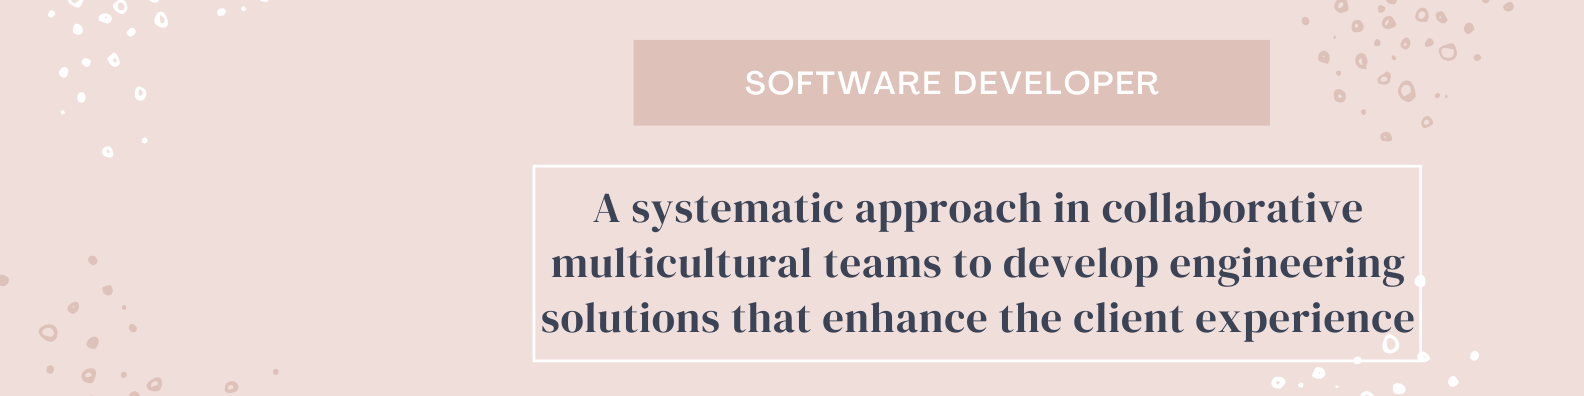 SOFTWARE DEVELOPER
A systematic approach in collaborative
multicultural teams to develop engineering
solutions that enhance the client experience